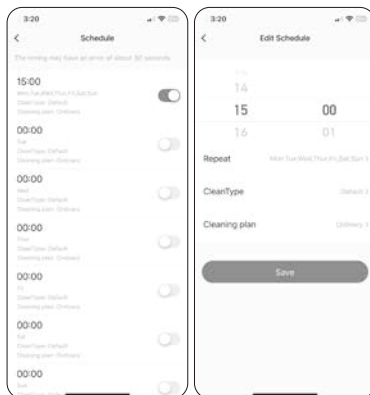 3:20
Schedule
The timing may have an error of about 30 seconds
15:00
Mon,Tue,Wed,Thur,Fri,Sat,Sun
CleanType: Default
Cleaning plan: Ordinary
00:00
Tue
CleanType: Default
Cleaning plan: Ordinary
00:00
Wed
CleanType: Default
Cleaning plan: Ordinary
00:00
Thur
CleanType: Default
Cleaning plan: Ordinary
00:00
Fri
CleanType: Default
Cleaning plan: Ordinary
00:00
Sat
CleanType: Default
Cleaning plan: Ordinary
00:00
Sun
3:20
Edit Schedule
14
15 00
16 01
Repeat Mon,Tue,Wed,Thur,Fri,Sat,Sun >
CleanType Default >
Cleaning plan Ordinary >
Save